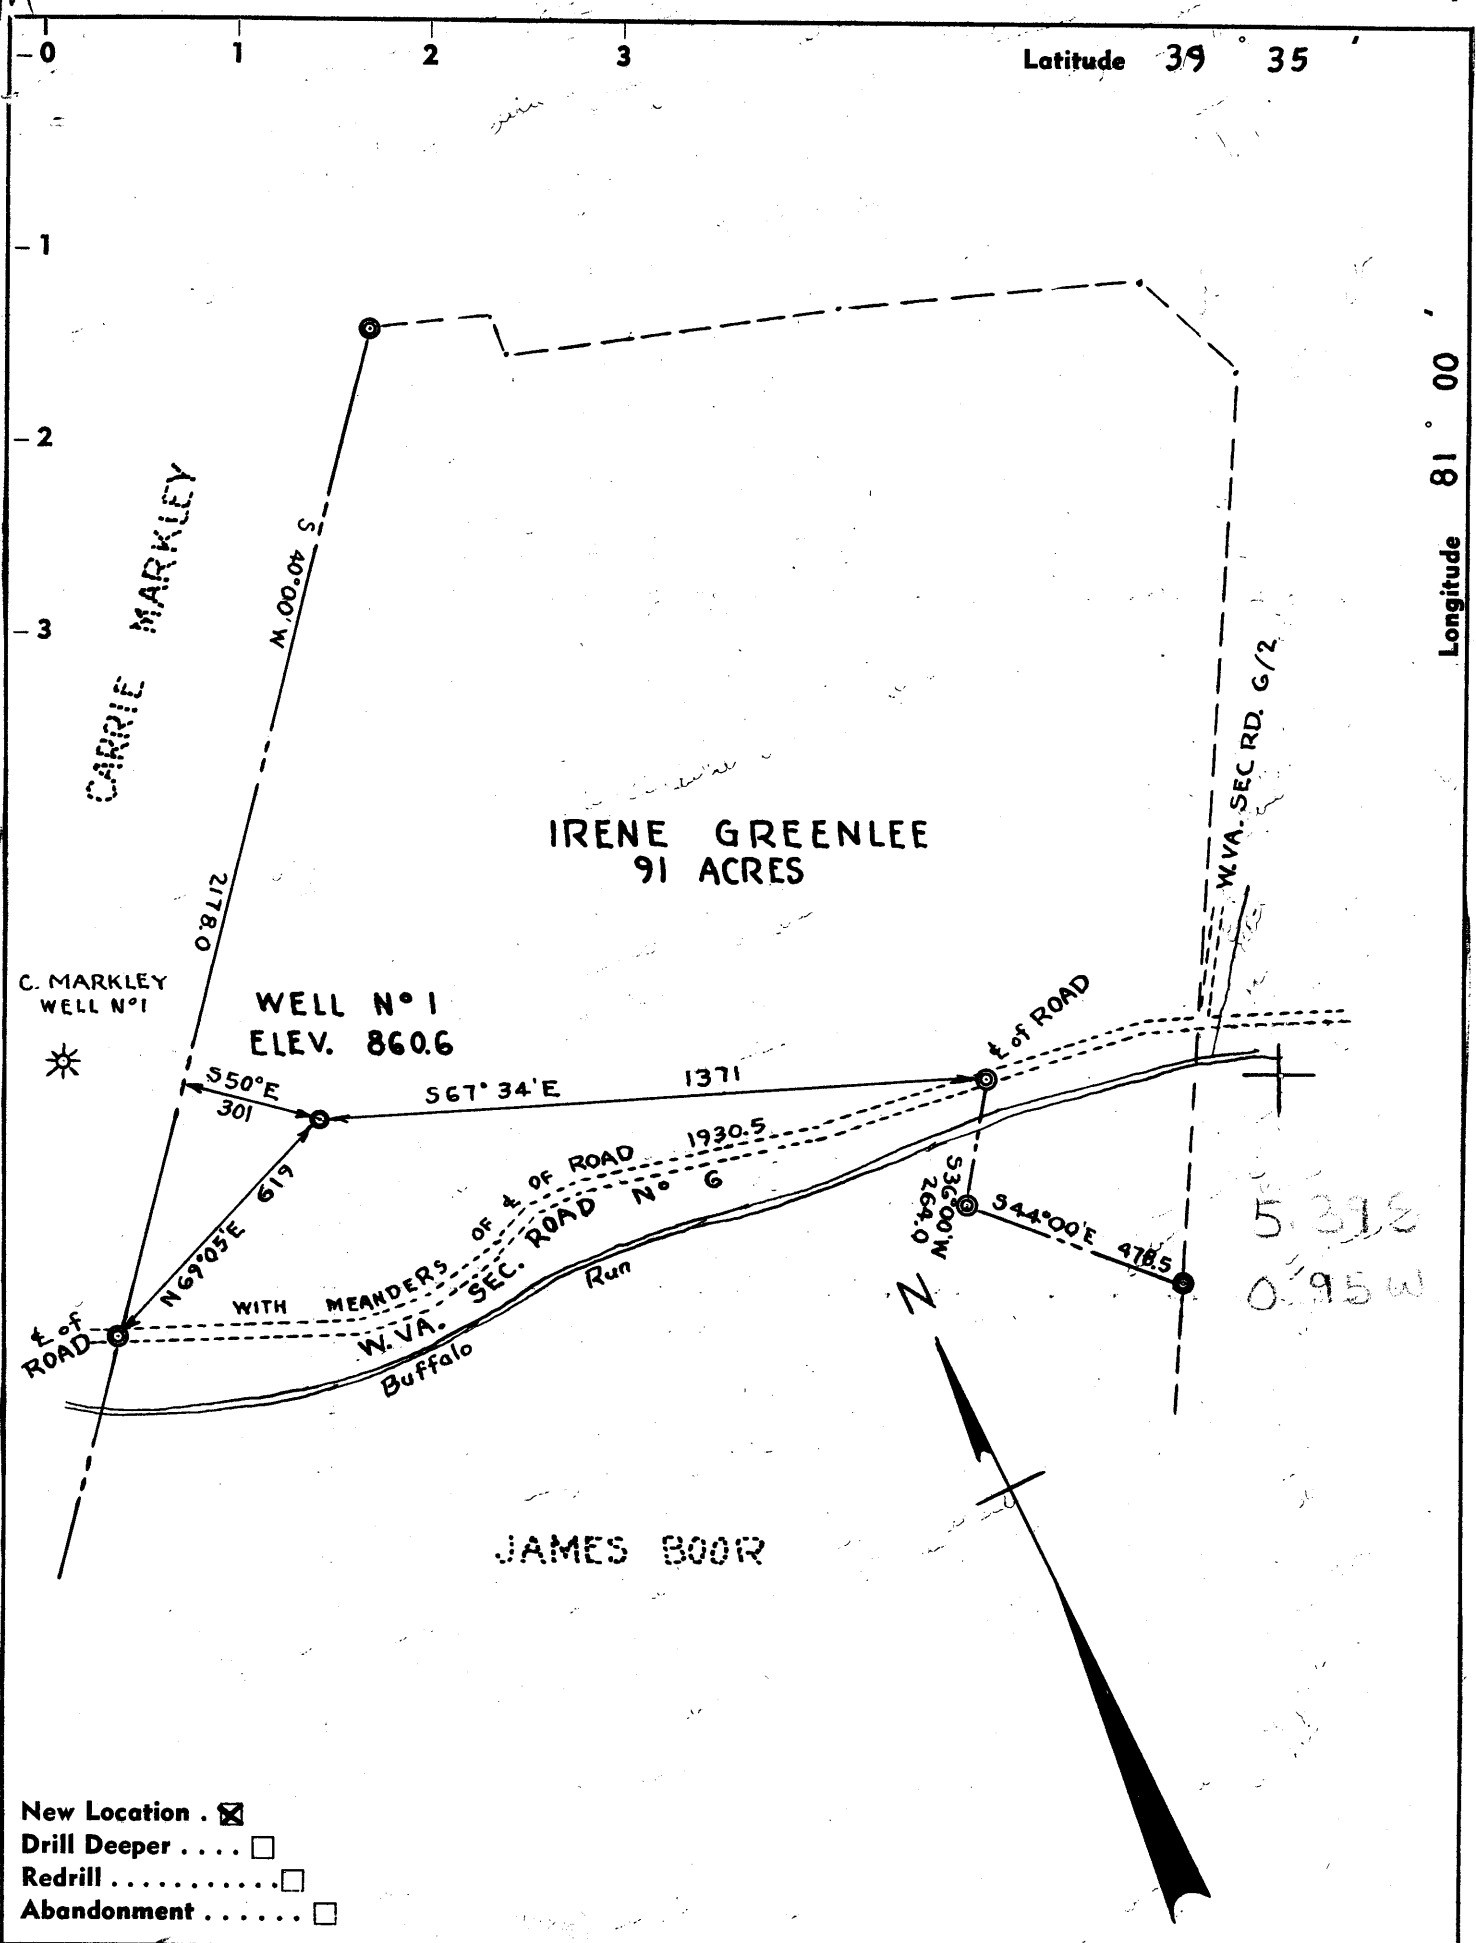 0 1 2 3 Latitude 39° 35'
1
2
3
Longitude 81° 00'
CARRIE MARKLEY
S 40°00'W
2178.0
W.VA. SEC RD. 6/2
IRENE GREENLEE
91 ACRES
C. MARKLEY
WELL Nº1
WELL Nº 1
ELEV. 860.6
S50°E
301
S67°34'E 1371
℄ of ROAD
N69°05'E 619
WITH MEANDERS OF ℄ OF ROAD 1930.5
W.VA. SEC. ROAD Nº 6
℄ of
ROAD
Buffalo Run
S36°00'W
264.0
S44°00'E 478.5
5.39 S
0.95 W
N
JAMES BOOR
New Location . ☒
Drill Deeper . . . . ☐
Redrill . . . . . . . . . . . ☐
Abandonment . . . . . . ☐